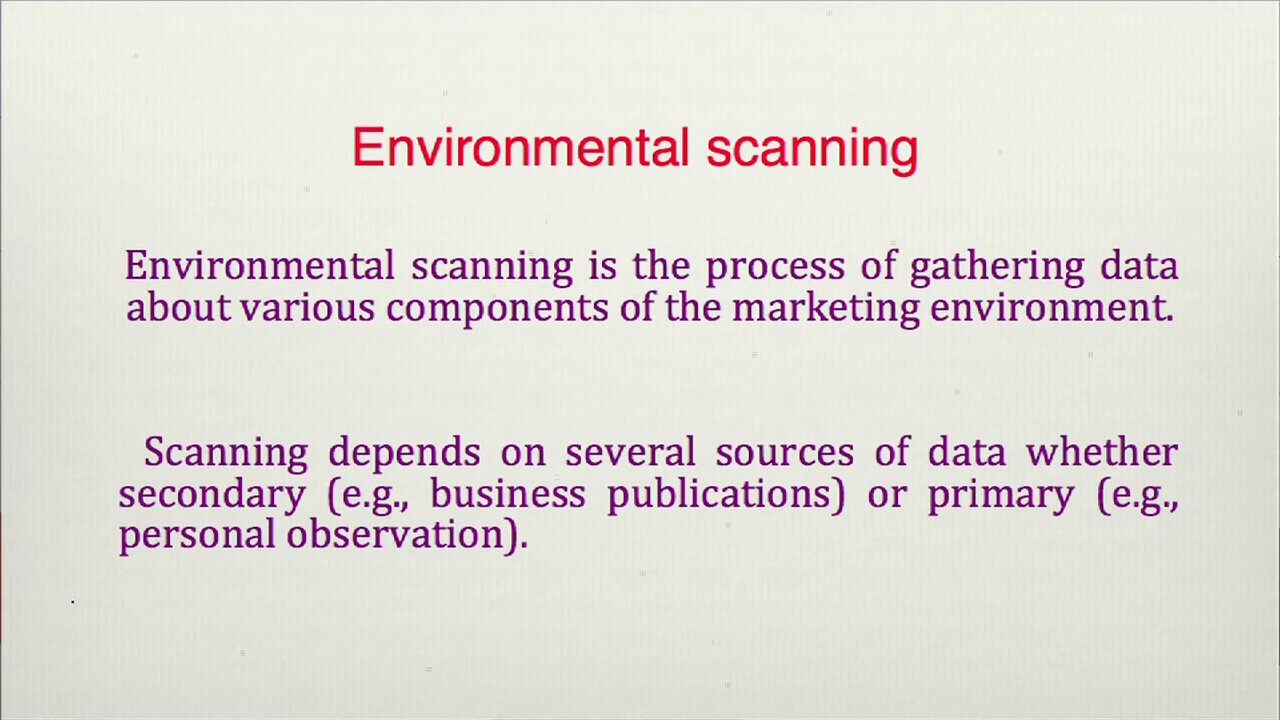 Environmental scanning
Environmental scanning is the process of gathering data
about various components of the marketing environment.
Scanning depends on several sources of data whether
secondary (e.g., business publications) or primary (e.g.,
personal observation).